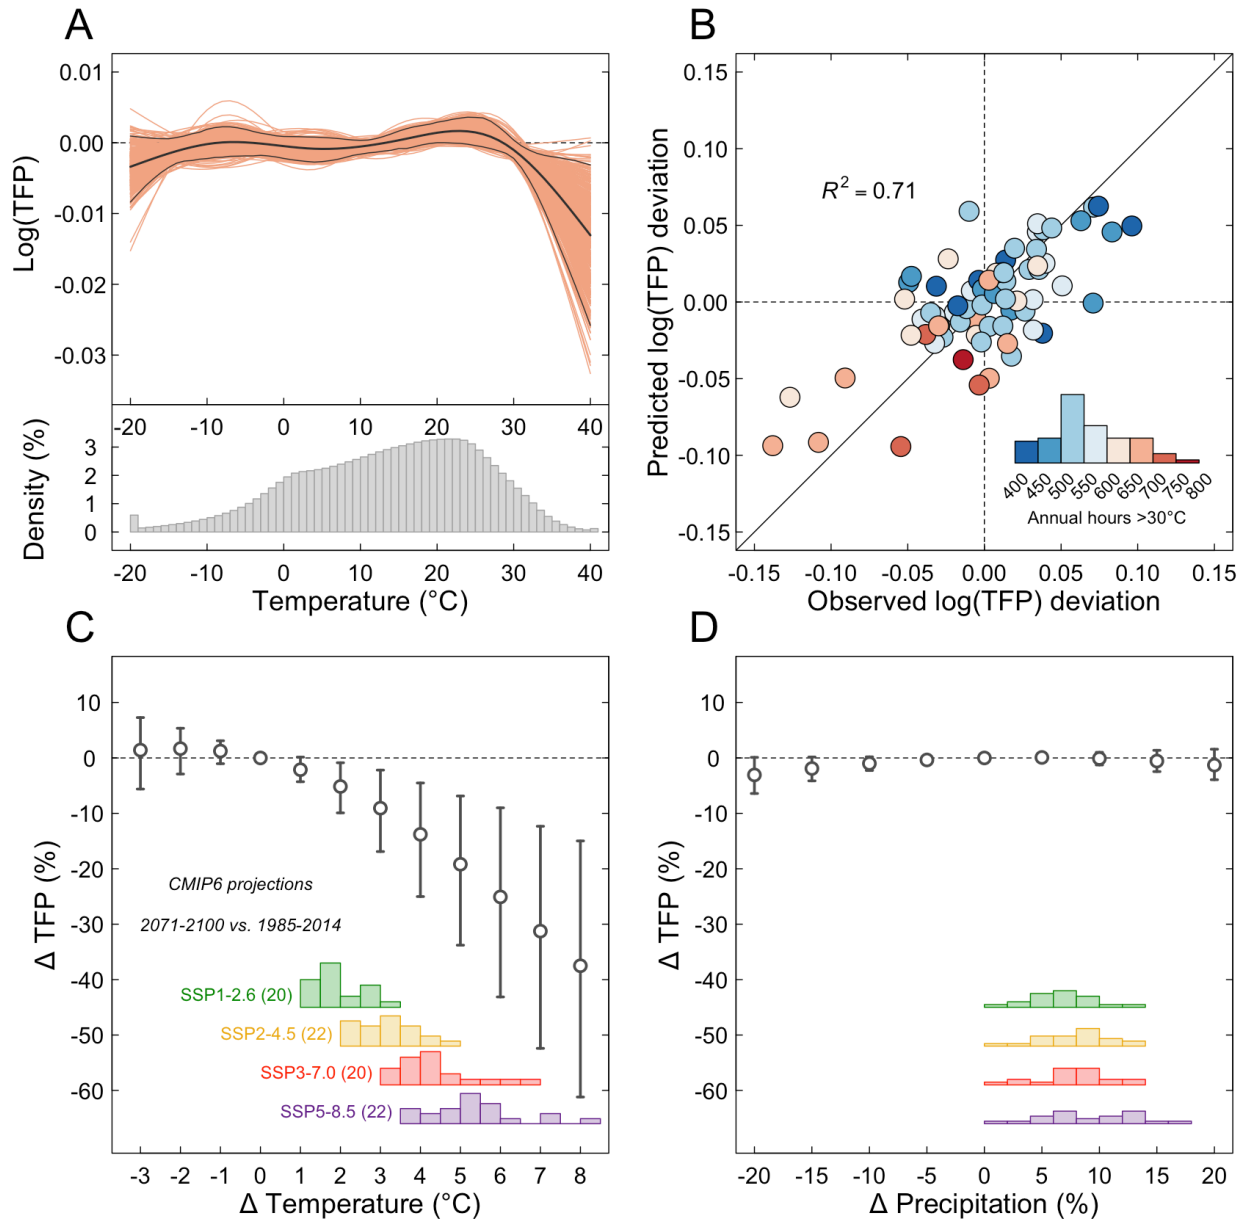 A
0.01
0.00
-0.01
-0.02
-0.03
Log(TFP)
-20 -10 0 10 20 30 40
3
2
1
0
Density (%)
-20 -10 0 10 20 30 40
Temperature (°C)
B
0.15
0.10
0.05
0.00
-0.05
-0.10
-0.15
Predicted log(TFP) deviation
R² = 0.71
400 450 500 550 600 650 700 750 800
Annual hours >30°C
-0.15 -0.10 -0.05 0.00 0.05 0.10 0.15
Observed log(TFP) deviation
C
10
0
-10
-20
-30
-40
-50
-60
Δ TFP (%)
CMIP6 projections
2071-2100 vs. 1985-2014
SSP1-2.6 (20)
SSP2-4.5 (22)
SSP3-7.0 (20)
SSP5-8.5 (22)
-3 -2 -1 0 1 2 3 4 5 6 7 8
Δ Temperature (°C)
D
10
0
-10
-20
-30
-40
-50
-60
Δ TFP (%)
-20 -15 -10 -5 0 5 10 15 20
Δ Precipitation (%)